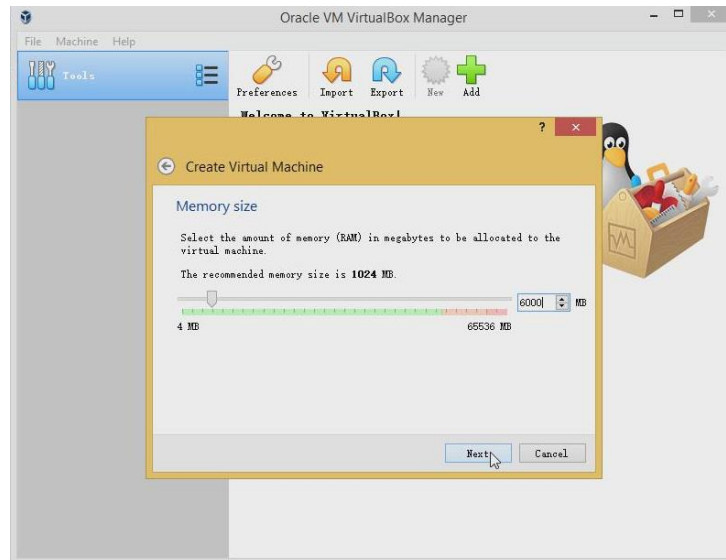 Oracle VM VirtualBox Manager
File Machine Help
Tools
Preferences Import Export New Add
Welcome to VirtualBox!
? ×
Create Virtual Machine
Memory size
Select the amount of memory (RAM) in megabytes to be allocated to the
virtual machine.
The recommended memory size is 1024 MB.
6000 MB
4 MB 65536 MB
Next Cancel